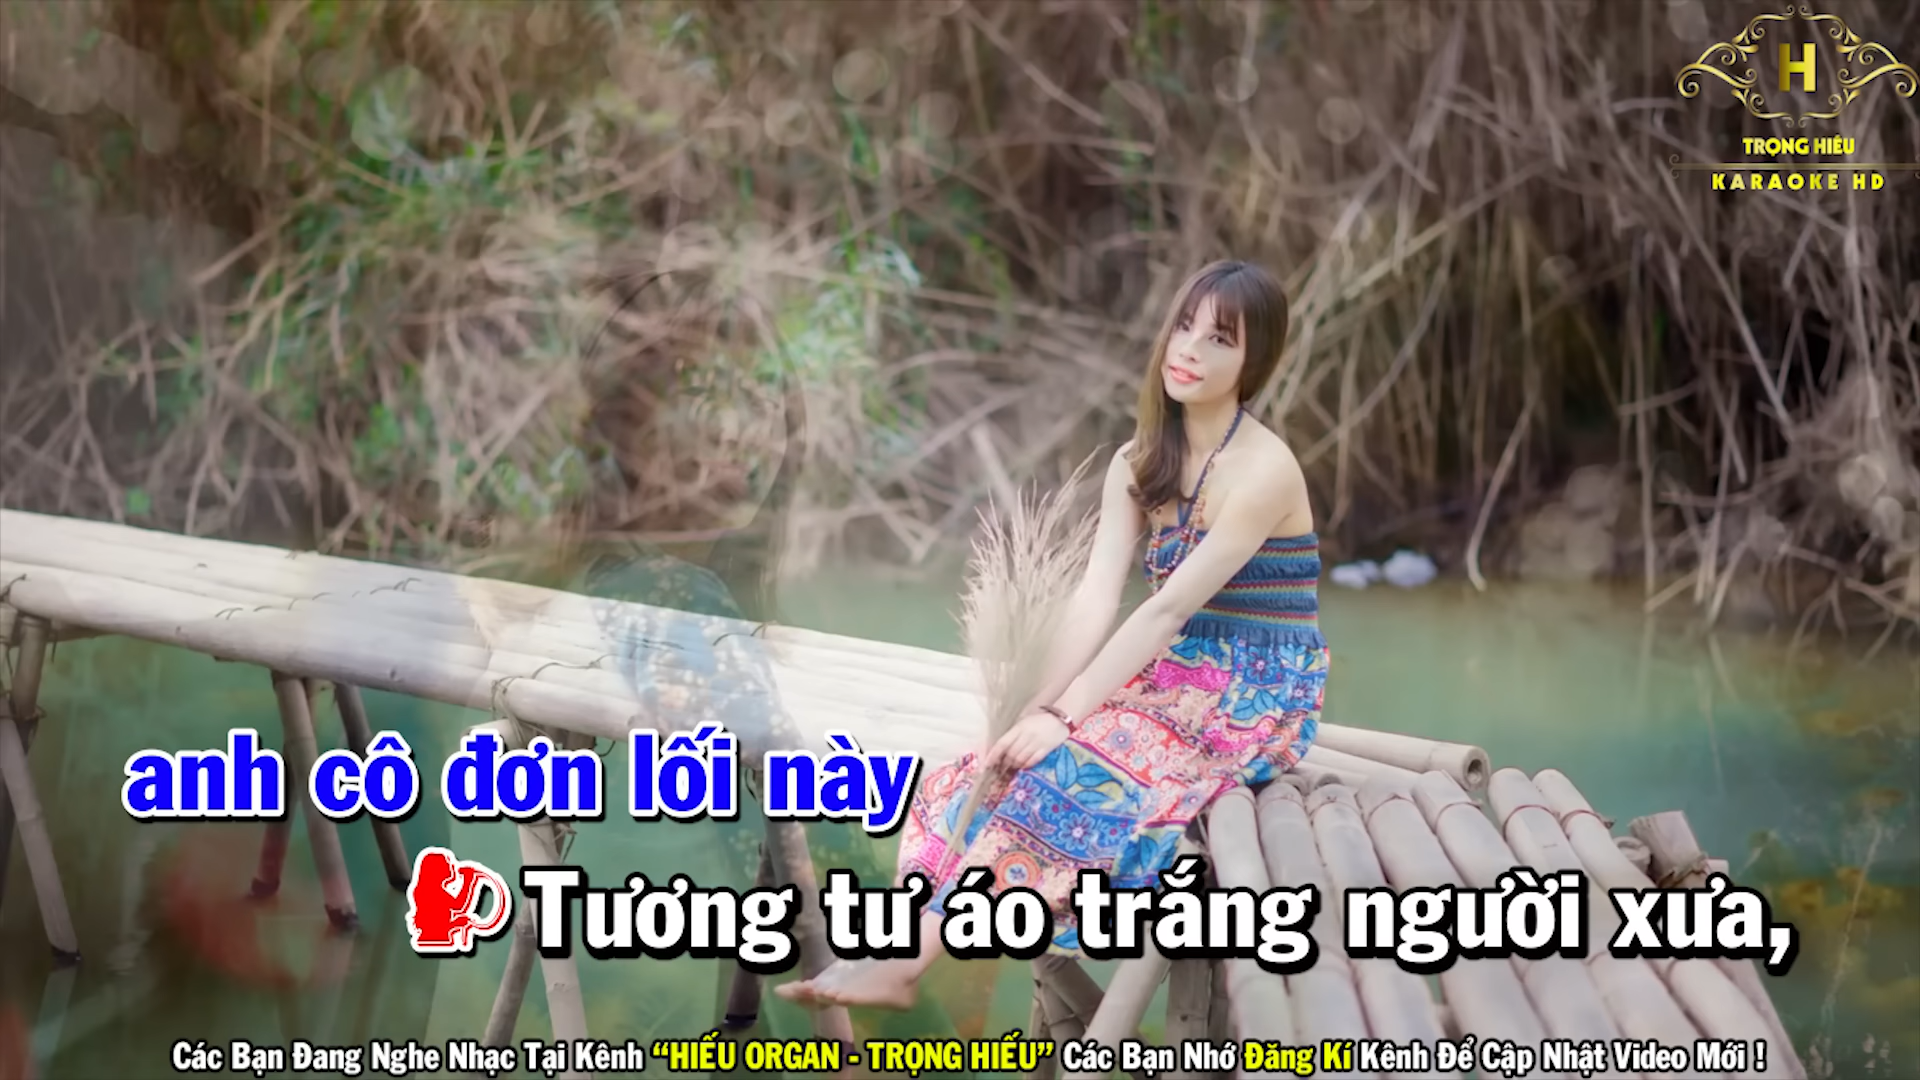 H
TRỌNG HIẾU
KARAOKE HD
anh cô đơn lối này
Tương tư áo trắng người xưa,
Các Bạn Đang Nghe Nhạc Tại Kênh “HIẾU ORGAN - TRỌNG HIẾU” Các Bạn Nhớ Đăng Kí Kênh Để Cập Nhật Video Mới !